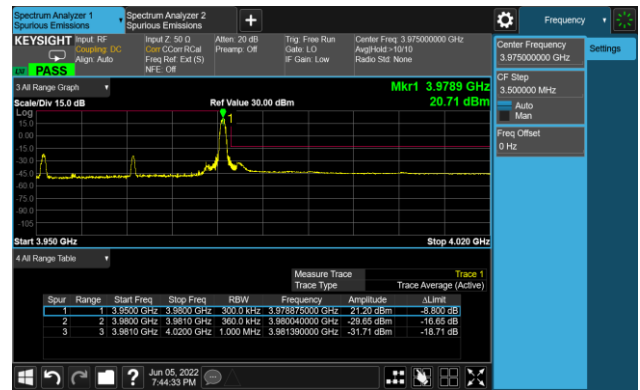 Spectrum Analyzer 1
Spurious Emissions
Spectrum Analyzer 2
Spurious Emissions
+
Frequency
KEYSIGHT
Input: RF
Coupling: DC
Align: Auto
Input Z: 50 Ω
Corr CCorr RCal
Freq Ref: Ext (S)
NFE: Off
Atten: 20 dB
Preamp: Off
Trig: Free Run
Gate: LO
IF Gain: Low
Center Freq: 3.975000000 GHz
Avg|Hold:>10/10
Radio Std: None
PASS
Center Frequency
3.975000000 GHz
Settings
CF Step
3.500000 MHz
Auto
Man
Freq Offset
0 Hz
3 All Range Graph
Mkr1 3.9789 GHz
20.71 dBm
Scale/Div 15.0 dB
Ref Value 30.00 dBm
Log
15.0
0.00
-15.0
-30.0
-45.0
-60.0
-75.0
-90.0
-105
1
Start 3.950 GHz
Stop 4.020 GHz
4 All Range Table
Measure Trace Trace 1
Trace Type Trace Average (Active)
Spur Range Start Freq Stop Freq RBW Frequency Amplitude ΔLimit
1 1 3.9500 GHz 3.9800 GHz 300.0 kHz 3.978875000 GHz 21.20 dBm -8.800 dB
2 2 3.9800 GHz 3.9810 GHz 360.0 kHz 3.980040000 GHz -29.65 dBm -16.65 dB
3 3 3.9810 GHz 4.0200 GHz 1.000 MHz 3.981390000 GHz -31.71 dBm -18.71 dB
?
Jun 05, 2022
7:44:33 PM